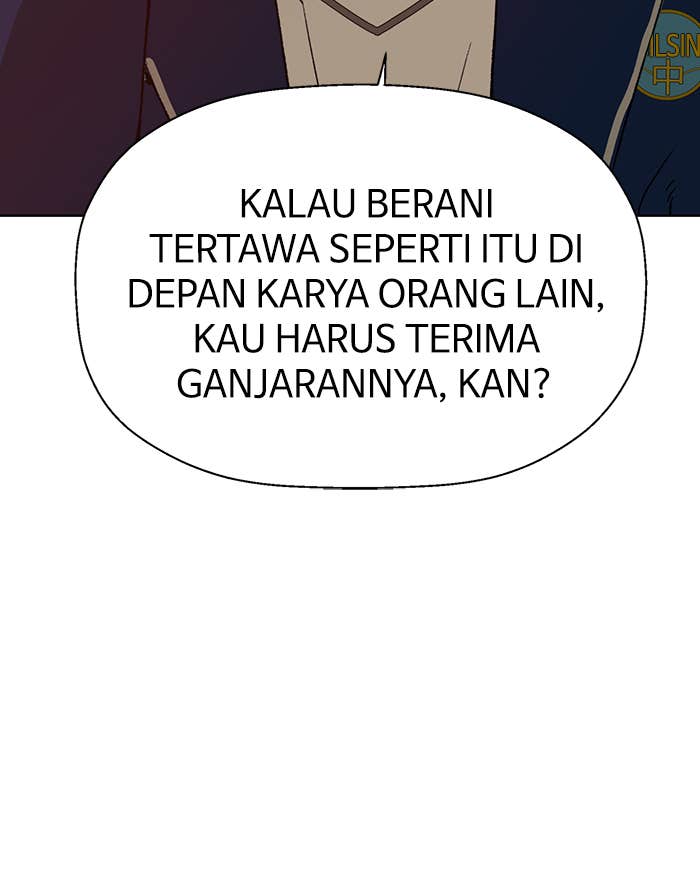 ILSIN
中
KALAU BERANI
TERTAWA SEPERTI ITU DI
DEPAN KARYA ORANG LAIN,
KAU HARUS TERIMA
GANJARANNYA, KAN?